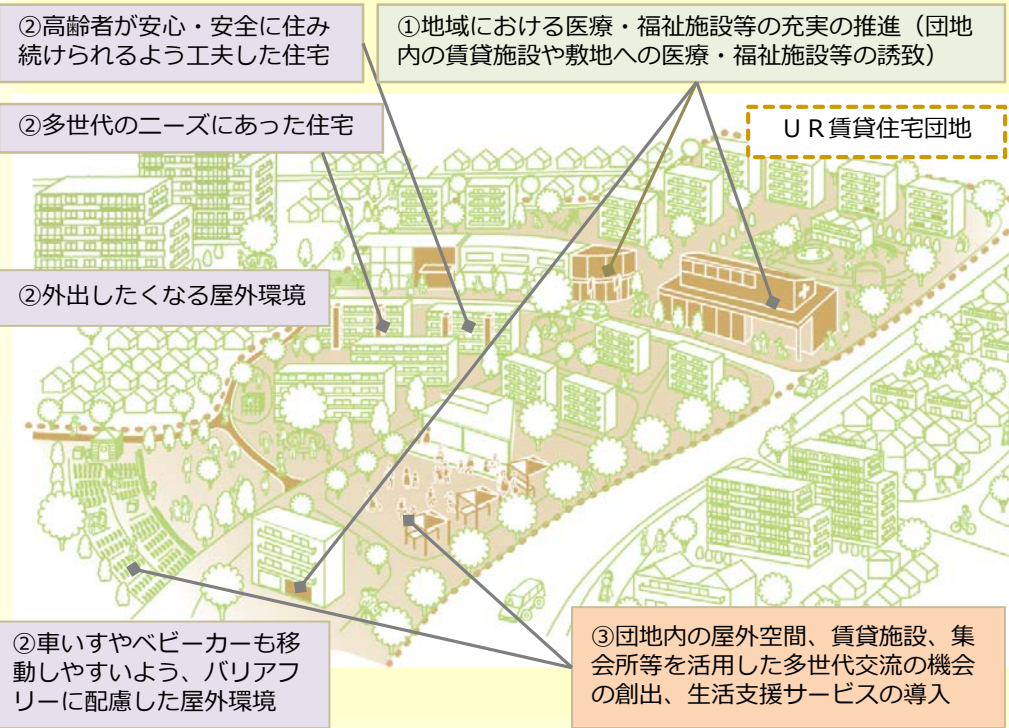 ②高齢者が安心・安全に住み
続けられるよう工夫した住宅
①地域における医療・福祉施設等の充実の推進（団地
内の賃貸施設や敷地への医療・福祉施設等の誘致）
②多世代のニーズにあった住宅
ＵＲ賃貸住宅団地
②外出したくなる屋外環境
②車いすやベビーカーも移
動しやすいよう、バリアフ
リーに配慮した屋外環境
③団地内の屋外空間、賃貸施設、集
会所等を活用した多世代交流の機会
の創出、生活支援サービスの導入